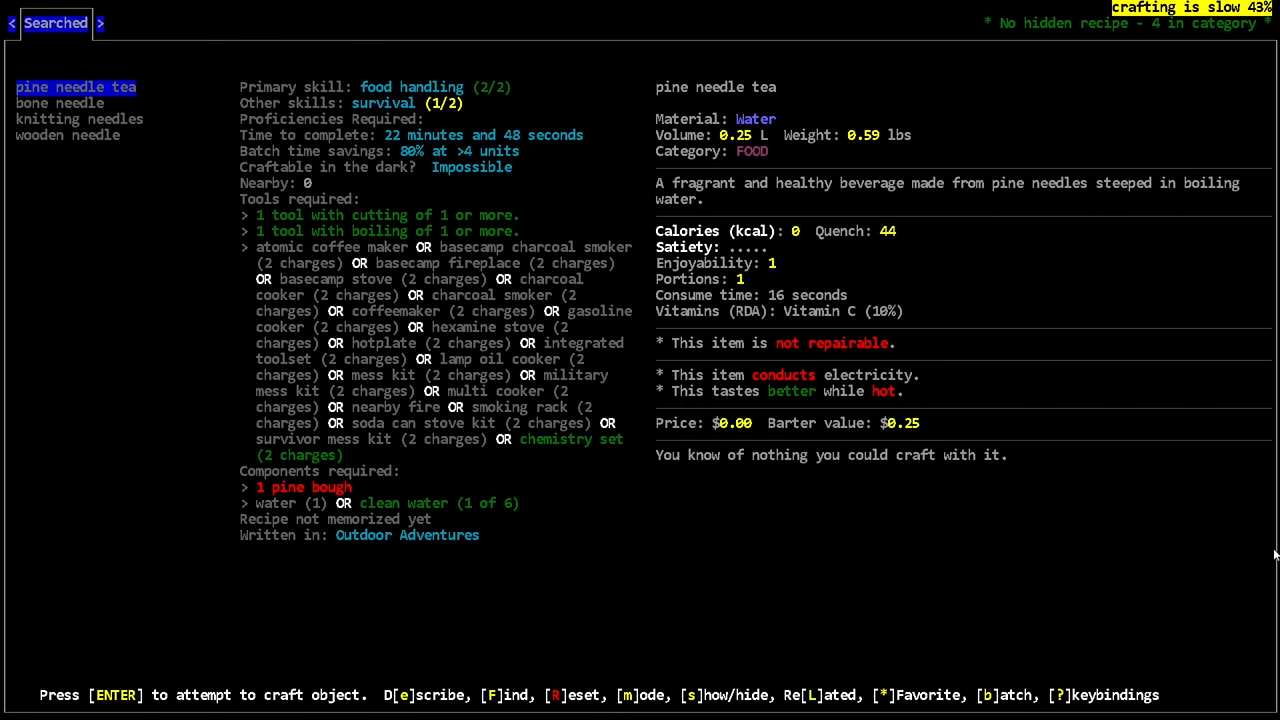 crafting is slow 43%
< Searched >
* No hidden recipe - 4 in category *
pine needle tea
bone needle
knitting needles
wooden needle
Primary skill: food handling (2/2)
Other skills: survival (1/2)
Proficiencies Required:
Time to complete: 22 minutes and 48 seconds
Batch time savings: 80% at >4 units
Craftable in the dark? Impossible
Nearby: 0
Tools required:
> 1 tool with cutting of 1 or more.
> 1 tool with boiling of 1 or more.
> atomic coffee maker OR basecamp charcoal smoker
(2 charges) OR basecamp fireplace (2 charges)
OR basecamp stove (2 charges) OR charcoal
cooker (2 charges) OR charcoal smoker (2
charges) OR coffeemaker (2 charges) OR gasoline
cooker (2 charges) OR hexamine stove (2
charges) OR hotplate (2 charges) OR integrated
toolset (2 charges) OR lamp oil cooker (2
charges) OR mess kit (2 charges) OR military
mess kit (2 charges) OR multi cooker (2
charges) OR nearby fire OR smoking rack (2
charges) OR soda can stove kit (2 charges) OR
survivor mess kit (2 charges) OR chemistry set
(2 charges)
Components required:
> 1 pine bough
> water (1) OR clean water (1 of 6)
Recipe not memorized yet
Written in: Outdoor Adventures
pine needle tea
Material: Water
Volume: 0.25 L Weight: 0.59 lbs
Category: FOOD
A fragrant and healthy beverage made from pine needles steeped in boiling
water.
Calories (kcal): 0 Quench: 44
Satiety: .....
Enjoyability: 1
Portions: 1
Consume time: 16 seconds
Vitamins (RDA): Vitamin C (10%)
* This item is not repairable.
* This item conducts electricity.
* This tastes better while hot.
Price: $0.00 Barter value: $0.25
You know of nothing you could craft with it.
Press [ENTER] to attempt to craft object. D[e]scribe, [F]ind, [R]eset, [m]ode, [s]how/hide, Re[L]ated, [*]Favorite, [b]atch, [?]keybindings